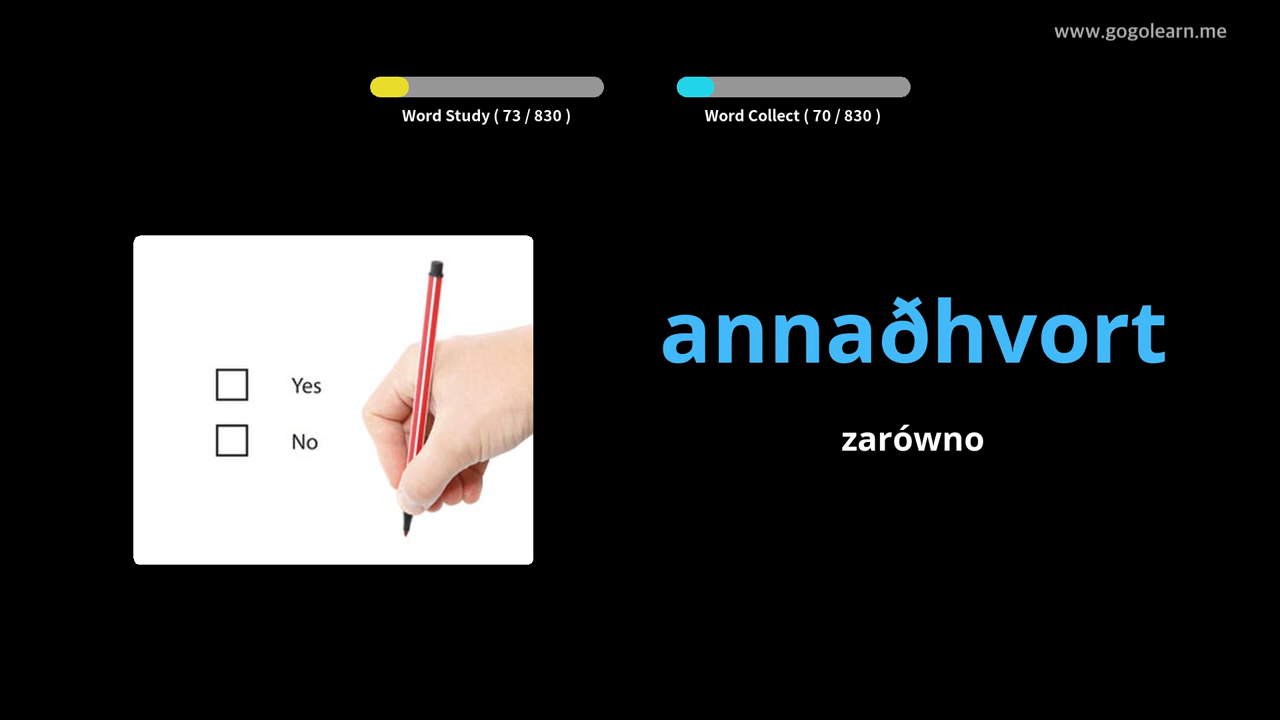 www.gogolearn.me
Word Study ( 73 / 830 )
Word Collect ( 70 / 830 )
Yes
No
annaðhvort
zarówno